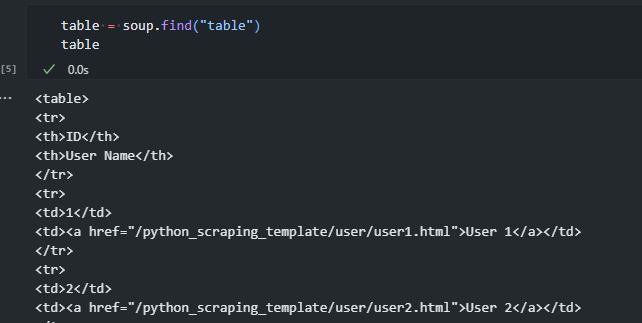 table = soup.find("table")
table
[5]
0.0s
<table>
<tr>
<th>ID</th>
<th>User Name</th>
</tr>
<tr>
<td>1</td>
<td><a href="/python_scraping_template/user/user1.html">User 1</a></td>
</tr>
<tr>
<td>2</td>
<td><a href="/python_scraping_template/user/user2.html">User 2</a></td>